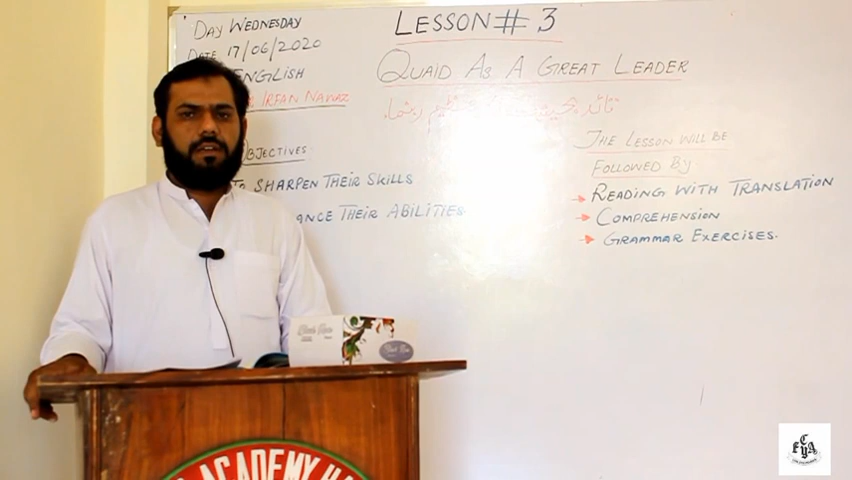 DAY WEDNESDAY
DATE 17/06/2020
ENGLISH
IRFAN NAWAZ
LESSON # 3
QUAID AS A GREAT LEADER
BJECTIVES
TO SHARPEN THEIR SKILLS
ANCE THEIR ABILITIES
THE LESSON WILL BE
FOLLOWED BY:
READING WITH TRANSLATION
COMPREHENSION
GRAMMAR EXERCISES.
ACADEMY